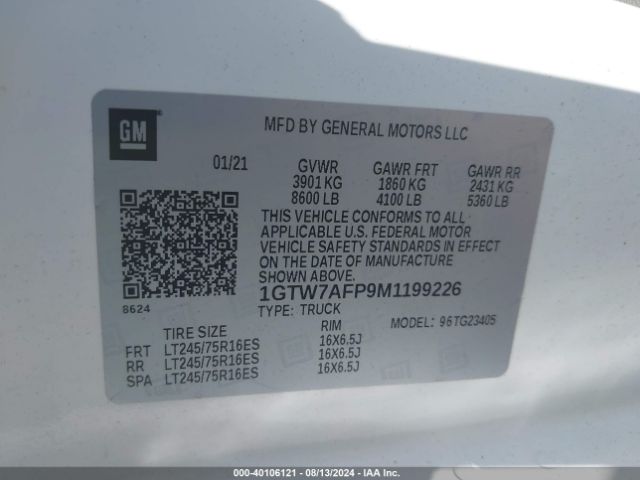 GM
MFD BY GENERAL MOTORS LLC
01/21 GVWR GAWR FRT GAWR RR
3901 KG 1860 KG 2431 KG
8600 LB 4100 LB 5360 LB
THIS VEHICLE CONFORMS TO ALL
APPLICABLE U.S. FEDERAL MOTOR
VEHICLE SAFETY STANDARDS IN EFFECT
ON THE DATE OF MANUFACTURE SHOWN ABOVE.
1GTW7AFP9M1199226
8624 TYPE: TRUCK MODEL: 96TG23405
TIRE SIZE RIM
FRT LT245/75R16ES 16X6.5J
RR LT245/75R16ES 16X6.5J
SPA LT245/75R16ES 16X6.5J
000-40106121 - 08/13/2024 - IAA Inc.